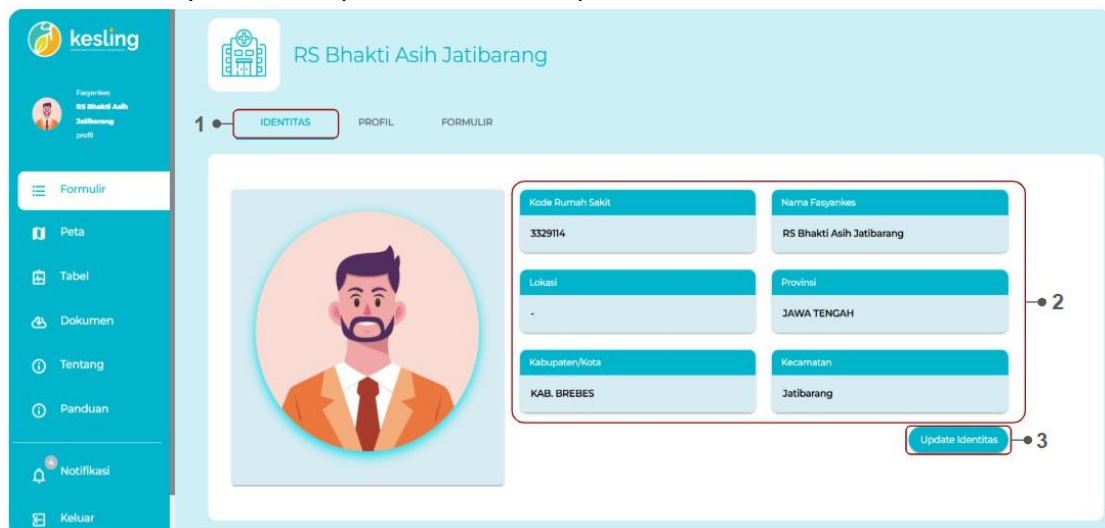 kesling
Fasyankes
RS Bhakti Asih
Jatibarang
profil
Formulir
Peta
Tabel
Dokumen
Tentang
Panduan
Notifikasi
Keluar
RS Bhakti Asih Jatibarang
1
IDENTITAS PROFIL FORMULIR
Kode Rumah Sakit Nama Fasyankes
3329114 RS Bhakti Asih Jatibarang
Lokasi Provinsi
- JAWA TENGAH
2
Kabupaten/Kota Kecamatan
KAB. BREBES Jatibarang
Update Identitas 3